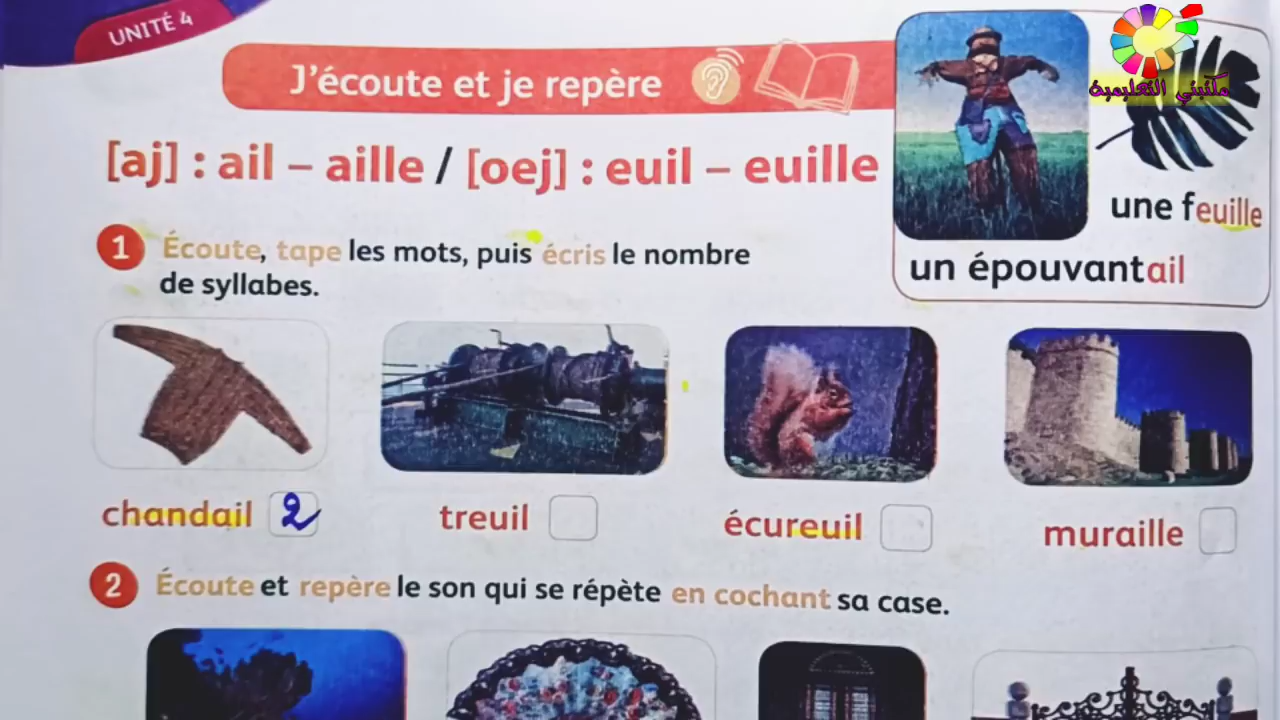 UNITÉ 4
J'écoute et je repère
مكتبتي التعليمية
[aj] : ail – aille / [oej] : euil – euille
une feuille
un épouvantail
1 Écoute, tape les mots, puis écris le nombre
de syllabes.
chandail 2
treuil
écureuil
muraille
2 Écoute et repère le son qui se répète en cochant sa case.